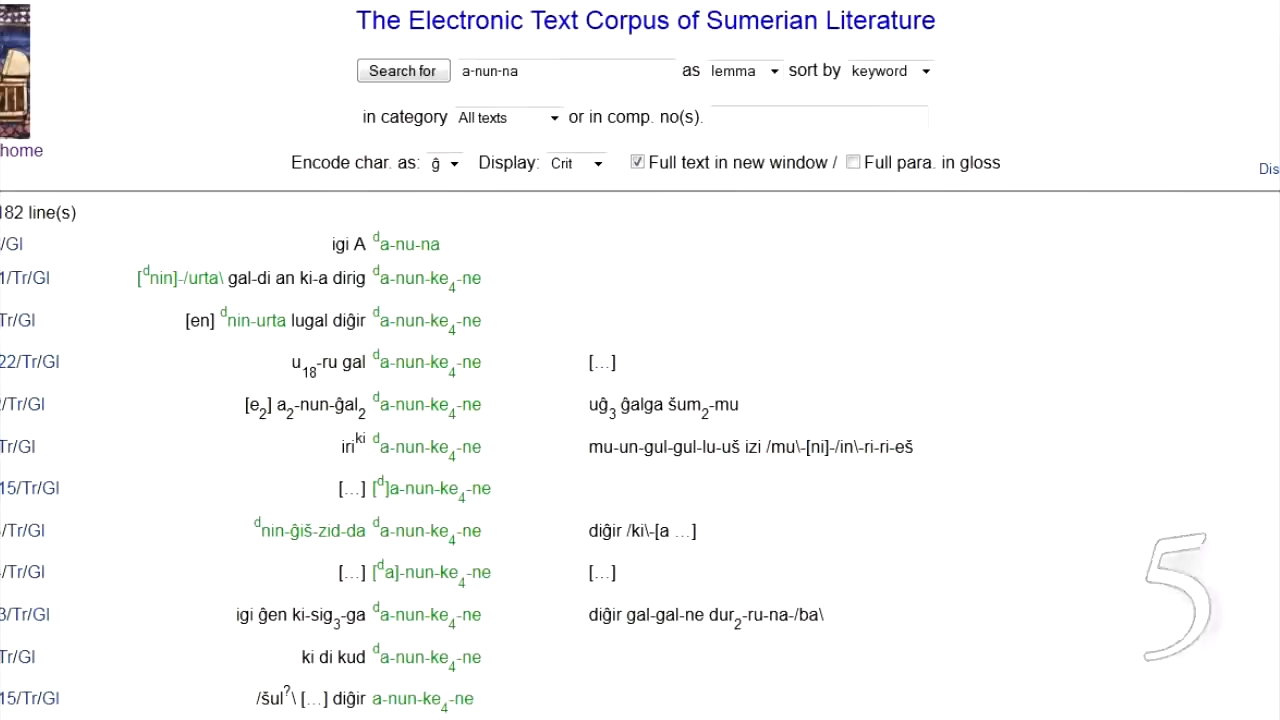 The Electronic Text Corpus of Sumerian Literature
Search for a-nun-na as lemma sort by keyword
in category All texts or in comp. no(s).
home
Encode char. as: ĝ Display: Crit Full text in new window / Full para. in gloss
Dis
182 line(s)
/Gl igi A ᵈa-nu-na
1/Tr/Gl [ᵈnin]-/urta\ gal-di an ki-a dirig ᵈa-nun-ke₄-ne
Tr/Gl [en] ᵈnin-urta lugal diĝir ᵈa-nun-ke₄-ne
22/Tr/Gl u₁₈-ru gal ᵈa-nun-ke₄-ne […]
/Tr/Gl [e₂] a₂-nun-ĝal₂ ᵈa-nun-ke₄-ne uĝ₃ ĝalga šum₂-mu
Tr/Gl iriᵏⁱ ᵈa-nun-ke₄-ne mu-un-gul-gul-lu-uš izi /mu\-[ni]-/in\-ri-ri-eš
15/Tr/Gl […] [ᵈ]a-nun-ke₄-ne
/Tr/Gl ᵈnin-ĝiš-zid-da ᵈa-nun-ke₄-ne diĝir /ki\-[a …]
/Tr/Gl […] [ᵈa]-nun-ke₄-ne […]
3/Tr/Gl igi ĝen ki-sig₃-ga ᵈa-nun-ke₄-ne diĝir gal-gal-ne dur₂-ru-na-/ba\
Tr/Gl ki di kud ᵈa-nun-ke₄-ne
15/Tr/Gl /šul?\ […] diĝir a-nun-ke₄-ne
5